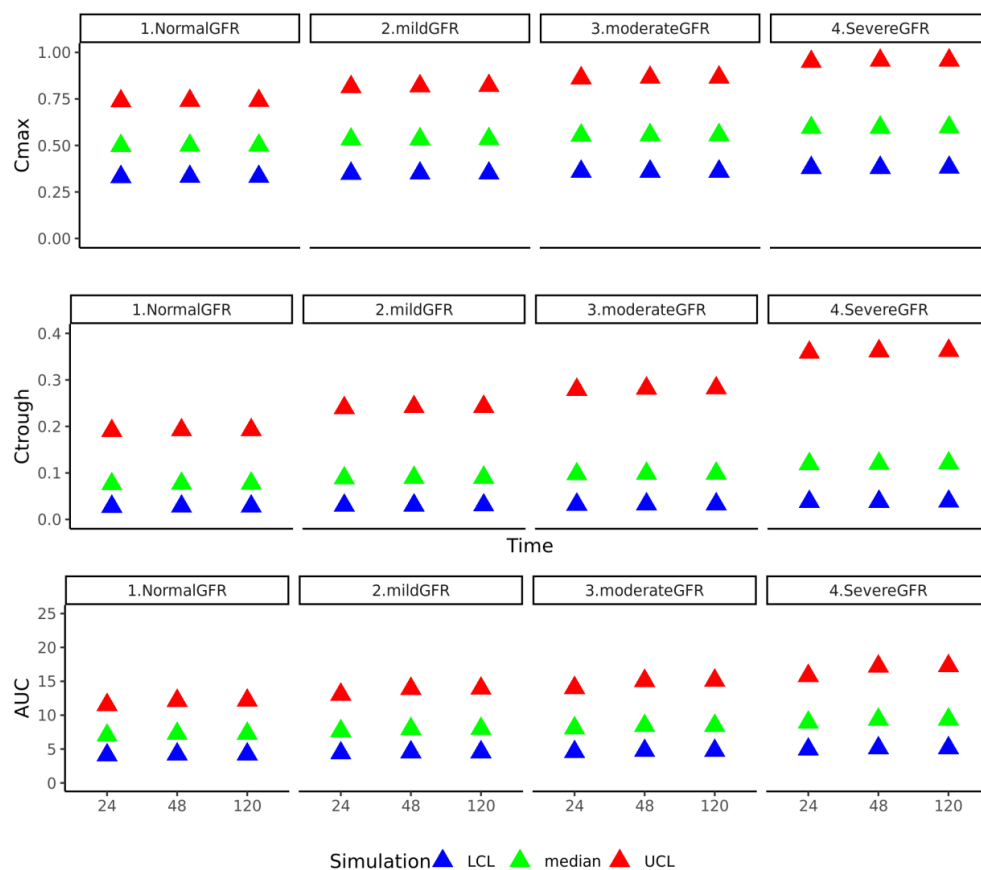 1.NormalGFR 2.mildGFR 3.moderateGFR 4.SevereGFR
1.00
0.75
0.50
0.25
0.00
Cmax
1.NormalGFR 2.mildGFR 3.moderateGFR 4.SevereGFR
0.4
0.3
0.2
0.1
0.0
Ctrough
Time
1.NormalGFR 2.mildGFR 3.moderateGFR 4.SevereGFR
25
20
15
10
5
0
AUC
24 48 120 24 48 120 24 48 120 24 48 120
Simulation LCL median UCL